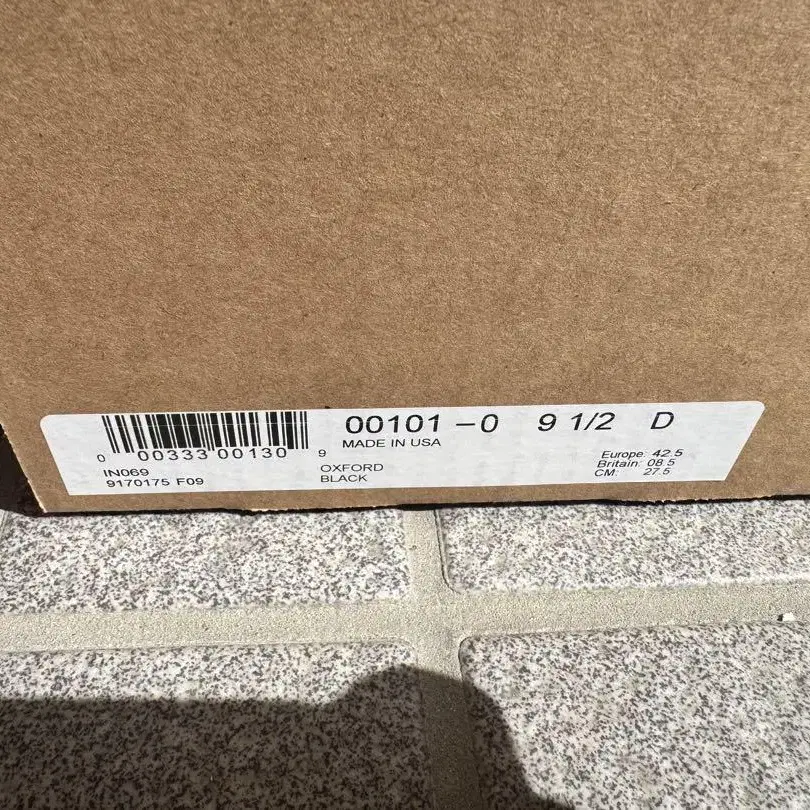 00101 – 0 9 1/2 D
MADE IN USA
0 00333 00130 9
IN069
9170175 F09
OXFORD
BLACK
Europe: 42.5
Britain: 08.5
CM: 27.5